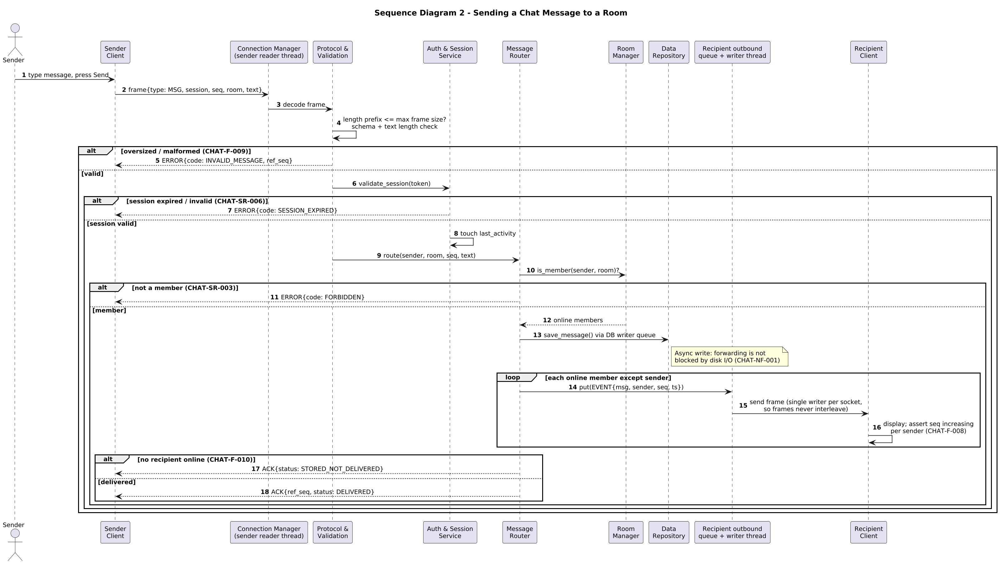 Sequence Diagram 2 - Sending a Chat Message to a Room
Sender
Sender
Client
Connection Manager
(sender reader thread)
Protocol &
Validation
Auth & Session
Service
Message
Router
Room
Manager
Data
Repository
Recipient outbound
queue + writer thread
Recipient
Client
1 type message, press Send
2 frame{type: MSG, session, seq, room, text}
3 decode frame
4 length prefix <= max frame size?
schema + text length check
alt [oversized / malformed (CHAT-F-009)]
5 ERROR{code: INVALID_MESSAGE, ref_seq}
[valid]
6 validate_session(token)
alt [session expired / invalid (CHAT-SR-006)]
7 ERROR{code: SESSION_EXPIRED}
[session valid]
8 touch last_activity
9 route(sender, room, seq, text)
10 is_member(sender, room)?
alt [not a member (CHAT-SR-003)]
11 ERROR{code: FORBIDDEN}
[member]
12 online members
13 save_message() via DB writer queue
Async write: forwarding is not
blocked by disk I/O (CHAT-NF-001)
loop [each online member except sender]
14 put(EVENT{msg, sender, seq, ts})
15 send frame (single writer per socket,
so frames never interleave)
16 display; assert seq increasing
per sender (CHAT-F-008)
alt [no recipient online (CHAT-F-010)]
17 ACK{status: STORED_NOT_DELIVERED}
[delivered]
18 ACK{ref_seq, status: DELIVERED}
Sender
Sender
Client
Connection Manager
(sender reader thread)
Protocol &
Validation
Auth & Session
Service
Message
Router
Room
Manager
Data
Repository
Recipient outbound
queue + writer thread
Recipient
Client